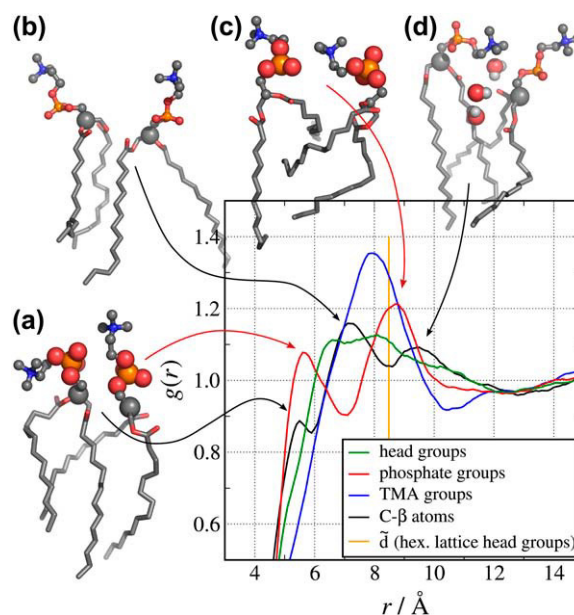 (b)
(c)
(d)
(a)
1.4
1.2
1.0
0.8
0.6
g(r)
head groups
phosphate groups
TMA groups
C-β atoms
d̃ (hex. lattice head groups)
4 6 8 10 12 14
r / Å